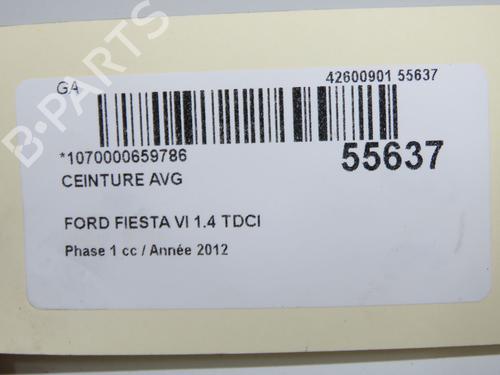 GA
42600901 55637
*1070000659786
55637
CEINTURE AVG
FORD FIESTA VI 1.4 TDCI
Phase 1 cc / Année 2012
B-PARTS